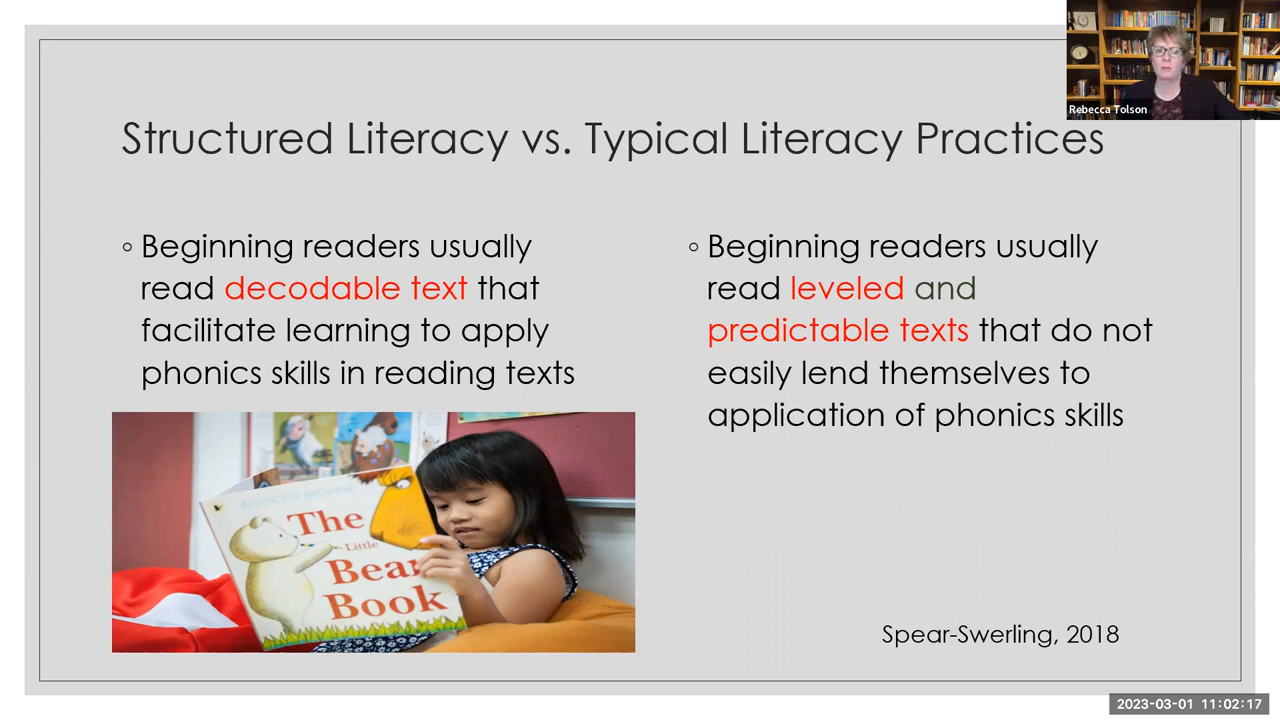 Rebecca Tolson
Structured Literacy vs. Typical Literacy Practices
◦ Beginning readers usually
read decodable text that
facilitate learning to apply
phonics skills in reading texts
◦ Beginning readers usually
read leveled and
predictable texts that do not
easily lend themselves to
application of phonics skills
ANTHONY BROWNE
The
Little
Bear
Book
Spear-Swerling, 2018
2023-03-01 11:02:17